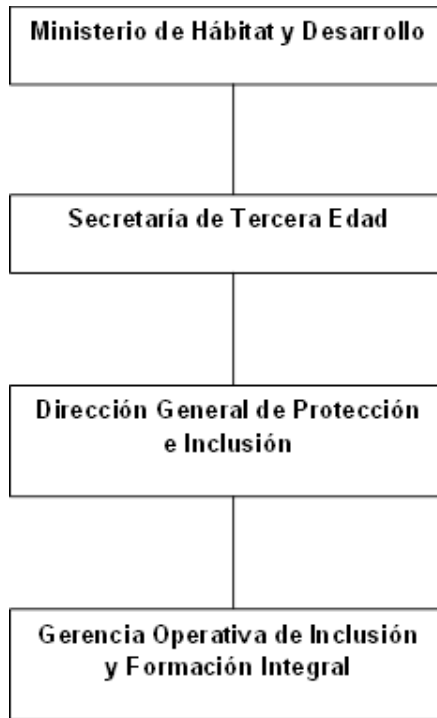 Ministerio de Hábitat y Desarrollo
Secretaría de Tercera Edad
Dirección General de Protección
e Inclusión
Gerencia Operativa de Inclusión
y Formación Integral